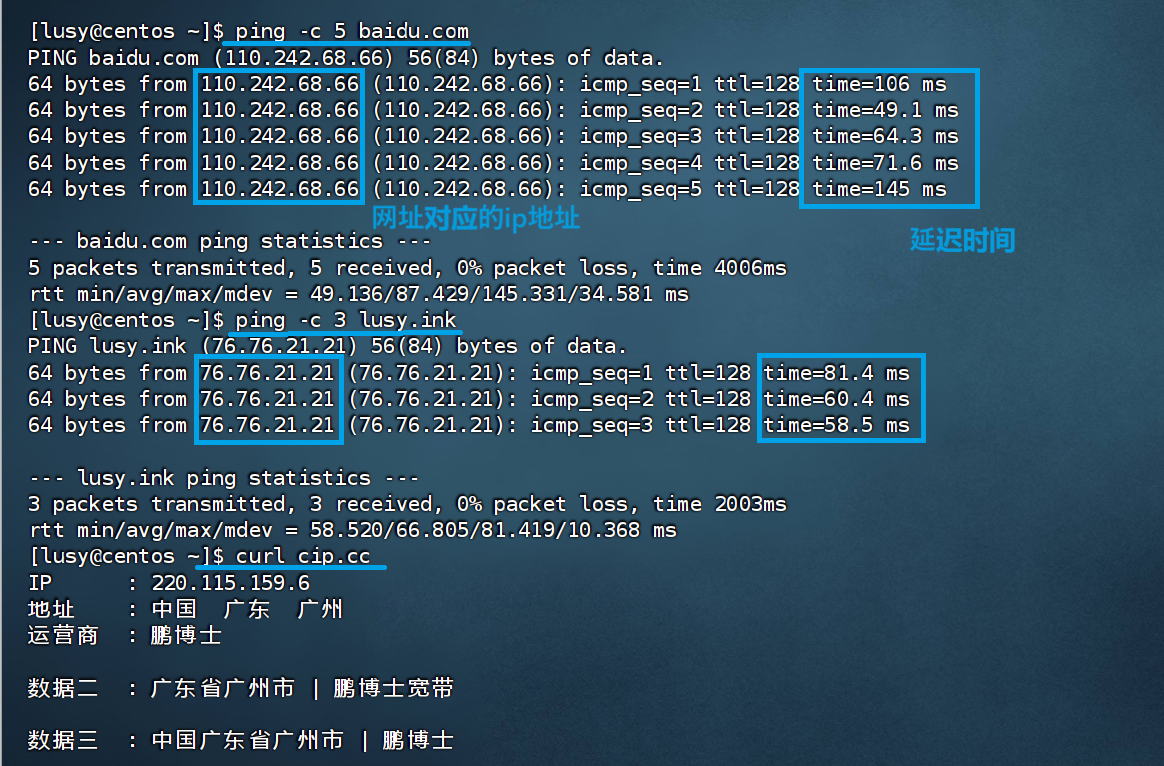 [lusy@centos ~]$ ping -c 5 baidu.com
PING baidu.com (110.242.68.66) 56(84) bytes of data.
64 bytes from 110.242.68.66 (110.242.68.66): icmp_seq=1 ttl=128 time=106 ms
64 bytes from 110.242.68.66 (110.242.68.66): icmp_seq=2 ttl=128 time=49.1 ms
64 bytes from 110.242.68.66 (110.242.68.66): icmp_seq=3 ttl=128 time=64.3 ms
64 bytes from 110.242.68.66 (110.242.68.66): icmp_seq=4 ttl=128 time=71.6 ms
64 bytes from 110.242.68.66 (110.242.68.66): icmp_seq=5 ttl=128 time=145 ms
网址对应的ip地址
延迟时间
--- baidu.com ping statistics ---
5 packets transmitted, 5 received, 0% packet loss, time 4006ms
rtt min/avg/max/mdev = 49.136/87.429/145.331/34.581 ms
[lusy@centos ~]$ ping -c 3 lusy.ink
PING lusy.ink (76.76.21.21) 56(84) bytes of data.
64 bytes from 76.76.21.21 (76.76.21.21): icmp_seq=1 ttl=128 time=81.4 ms
64 bytes from 76.76.21.21 (76.76.21.21): icmp_seq=2 ttl=128 time=60.4 ms
64 bytes from 76.76.21.21 (76.76.21.21): icmp_seq=3 ttl=128 time=58.5 ms
--- lusy.ink ping statistics ---
3 packets transmitted, 3 received, 0% packet loss, time 2003ms
rtt min/avg/max/mdev = 58.520/66.805/81.419/10.368 ms
[lusy@centos ~]$ curl cip.cc
IP : 220.115.159.6
地址 : 中国 广东 广州
运营商 : 鹏博士
数据二 : 广东省广州市 | 鹏博士宽带
数据三 : 中国广东省广州市 | 鹏博士